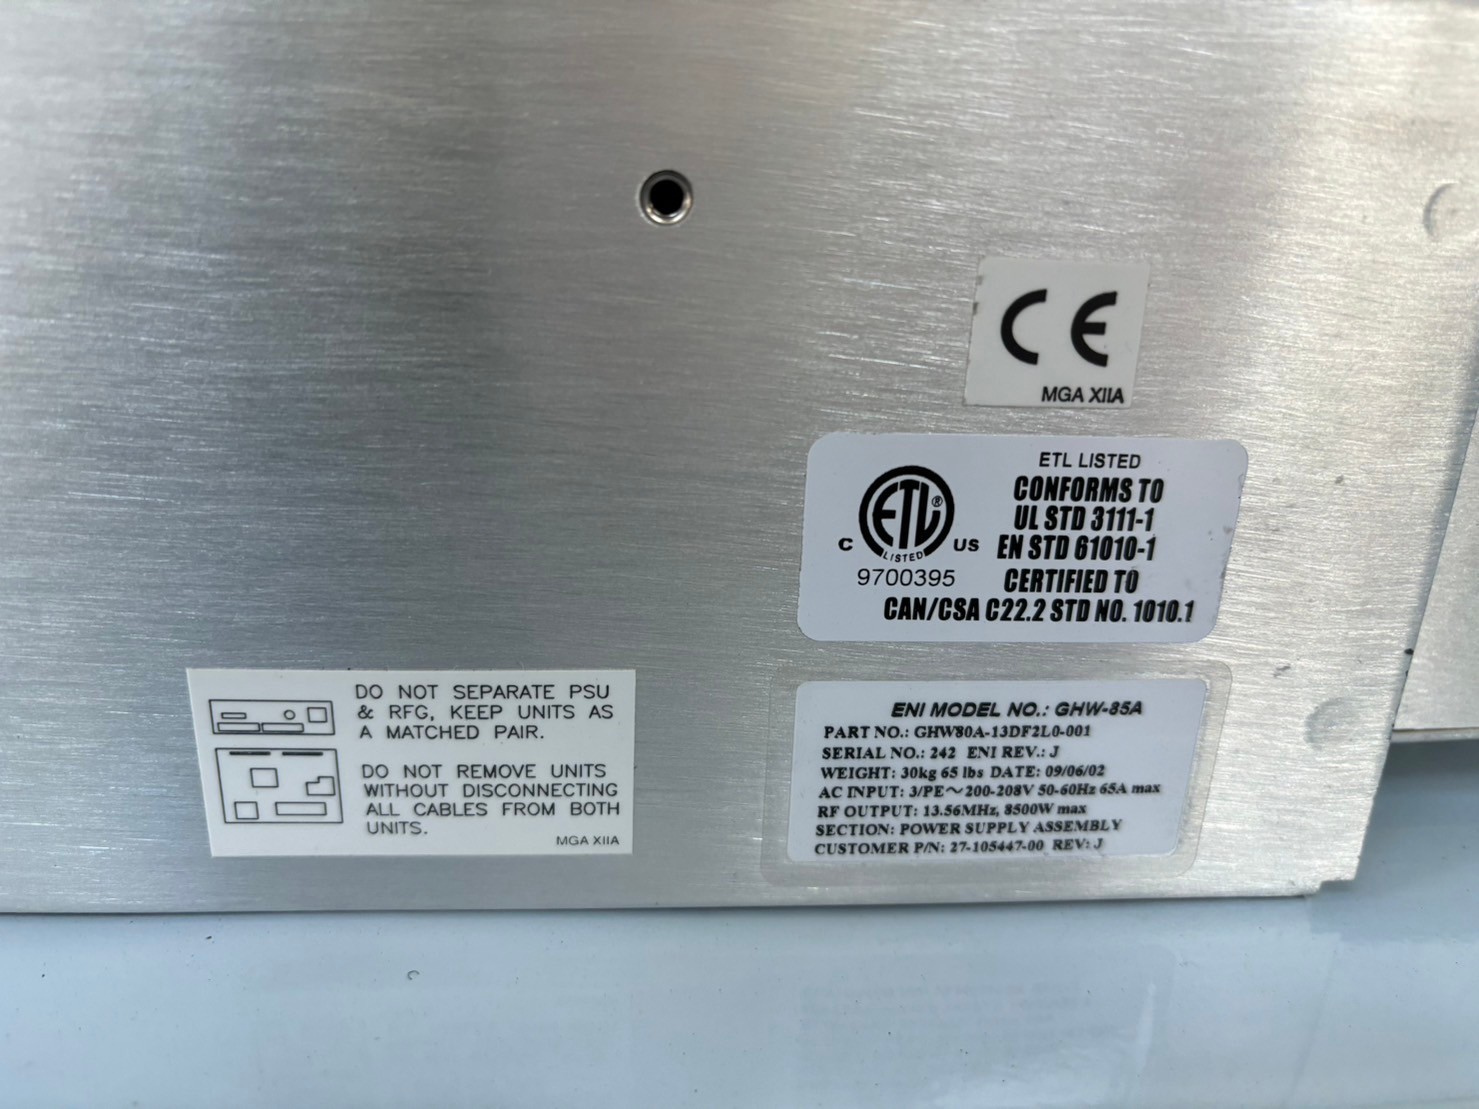 CE
MGA XIIA
ETL LISTED
CONFORMS TO
UL STD 3111-1
EN STD 61010-1
CERTIFIED TO
CAN/CSA C22.2 STD NO. 1010.1
ETL®
LISTED
C US
9700395
DO NOT SEPARATE PSU
& RFG, KEEP UNITS AS
A MATCHED PAIR.
DO NOT REMOVE UNITS
WITHOUT DISCONNECTING
ALL CABLES FROM BOTH
UNITS.
MGA XIIA
ENI MODEL NO.: GHW-85A
PART NO.: GHW80A-13DF2L0-001
SERIAL NO.: 242 ENI REV.: J
WEIGHT: 30kg 65 lbs DATE: 09/06/02
AC INPUT: 3/PE~200-208V 50-60Hz 65A max
RF OUTPUT: 13.56MHz, 8500W max
SECTION: POWER SUPPLY ASSEMBLY
CUSTOMER P/N: 27-105447-00 REV: J